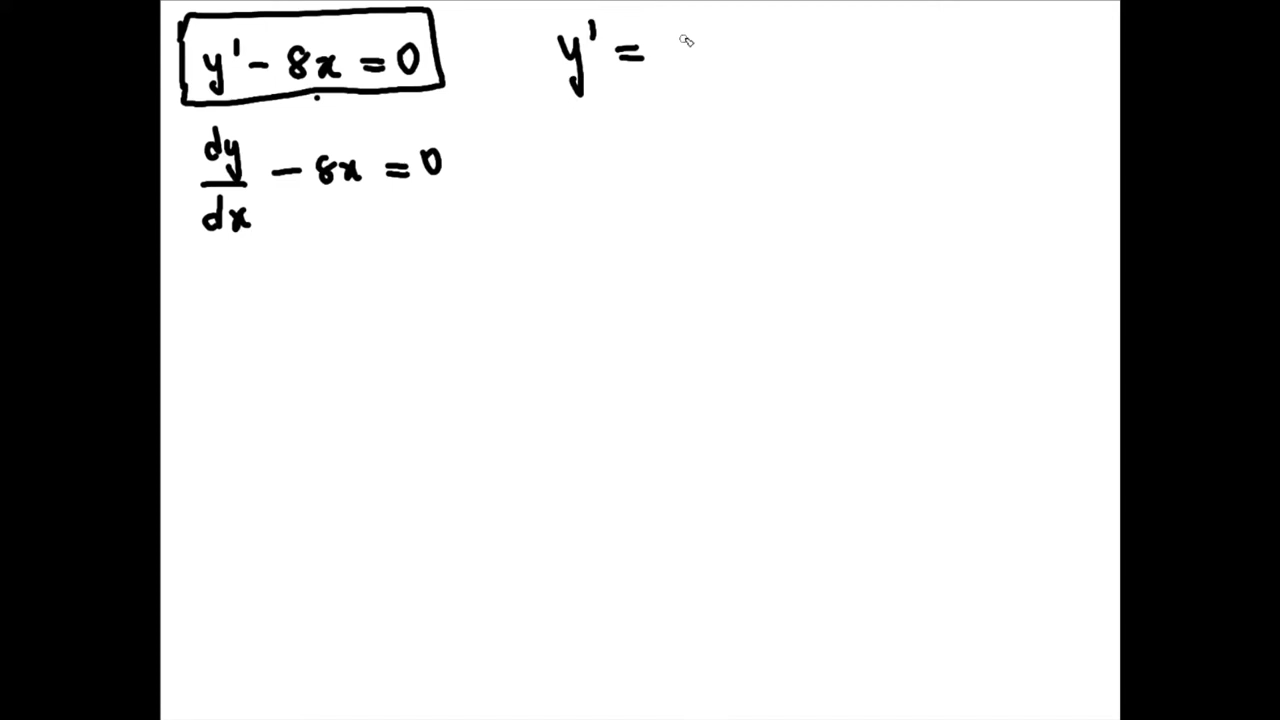 y' - 8x = 0
y' =
dy/dx - 8x = 0